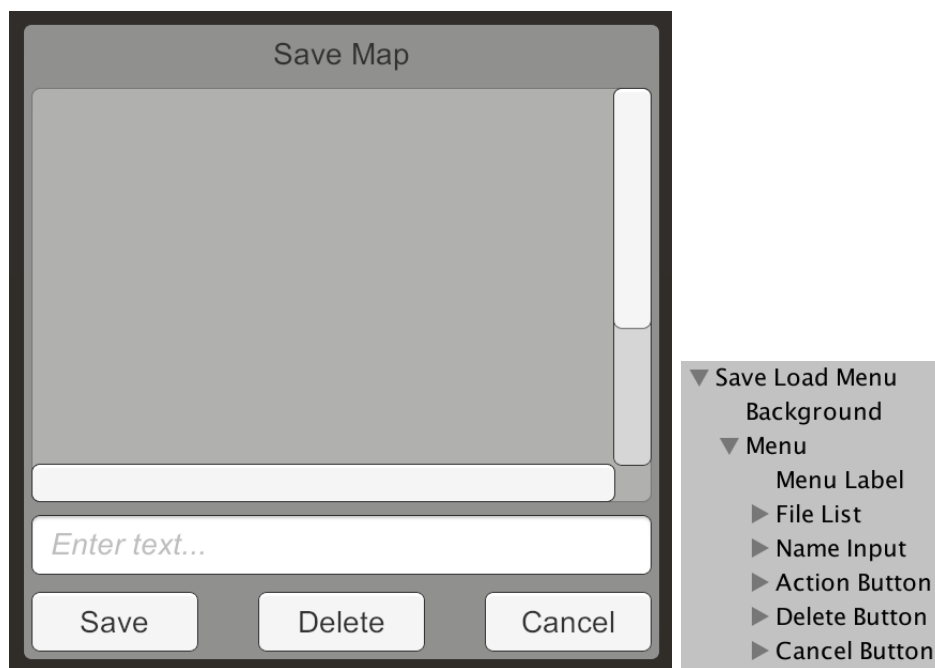 Save Map
Enter text...
Save Delete Cancel
Save Load Menu
Background
Menu
Menu Label
File List
Name Input
Action Button
Delete Button
Cancel Button